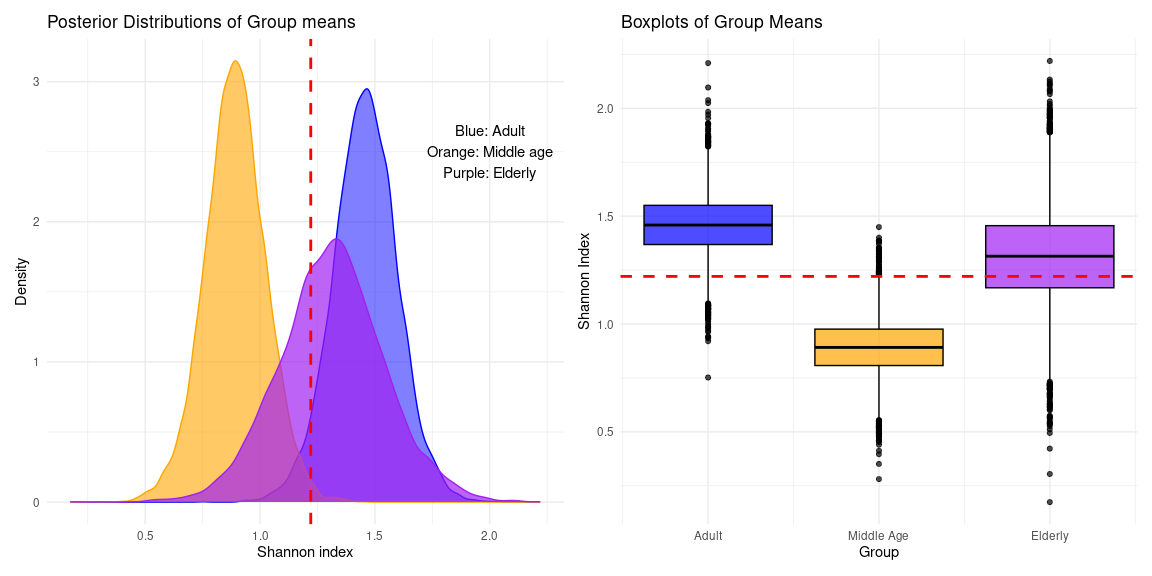 Posterior Distributions of Group means
3
2
1
0
Density
Blue: Adult
Orange: Middle age
Purple: Elderly
0.5 1.0 1.5 2.0
Shannon index
Boxplots of Group Means
2.0
1.5
1.0
0.5
Shannon Index
Adult Middle Age Elderly
Group